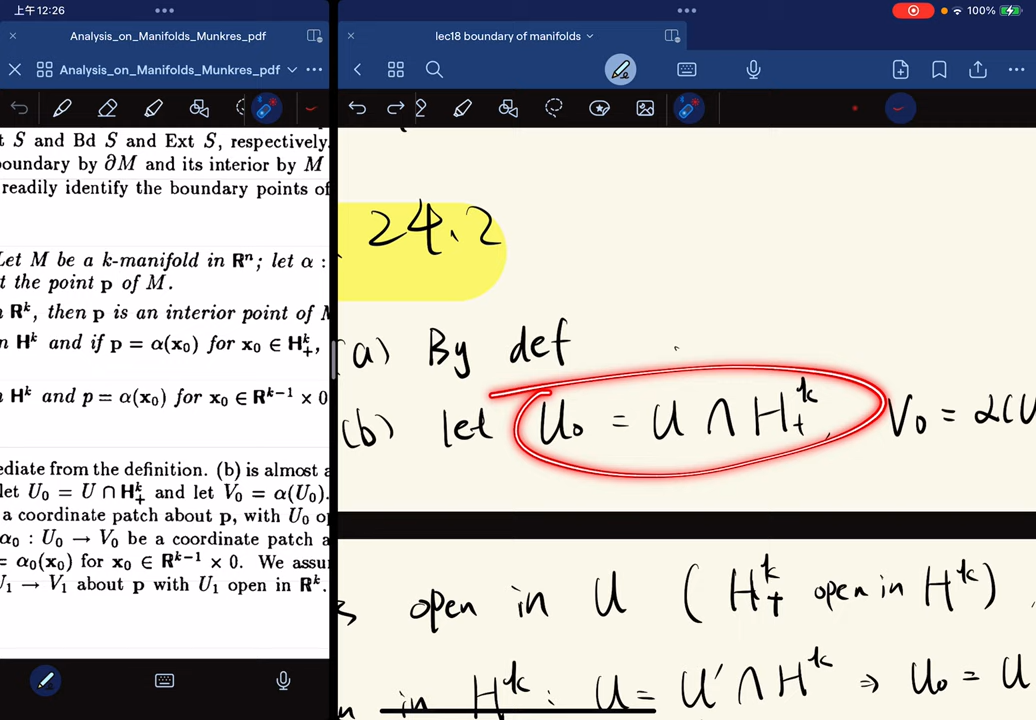 上午12:26
100%
Analysis_on_Manifolds_Munkres_pdf
lec18 boundary of manifolds
Analysis_on_Manifolds_Munkres_pdf
t S and Bd S and Ext S, respectively.
oundary by ∂M and its interior by M
readily identify the boundary points of
Let M be a k-manifold in Rⁿ; let α :
t the point p of M.
Rᵏ, then p is an interior point of
n Hᵏ and if p = α(x₀) for x₀ ∈ Hᵏ₊,
Hᵏ and p = α(x₀) for x₀ ∈ Rᵏ⁻¹ × 0
ediate from the definition. (b) is almost
let U₀ = U ∩ Hᵏ₊ and let V₀ = α(U₀).
a coordinate patch about p, with U₀
α₀ : U₀ → V₀ be a coordinate patch
= α₀(x₀) for x₀ ∈ Rᵏ⁻¹ × 0. We
U₁ → V₁ about p with U₁ open in Rᵏ.
24.2
(a) By def
(b) let U₀ = U ∩ Hᵏ₊, V₀ = α(U
open in U ( Hᵏ₊ open in Hᵏ)
in Hᵏ: U = U′ ∩ Hᵏ ⇒ U₀ = U